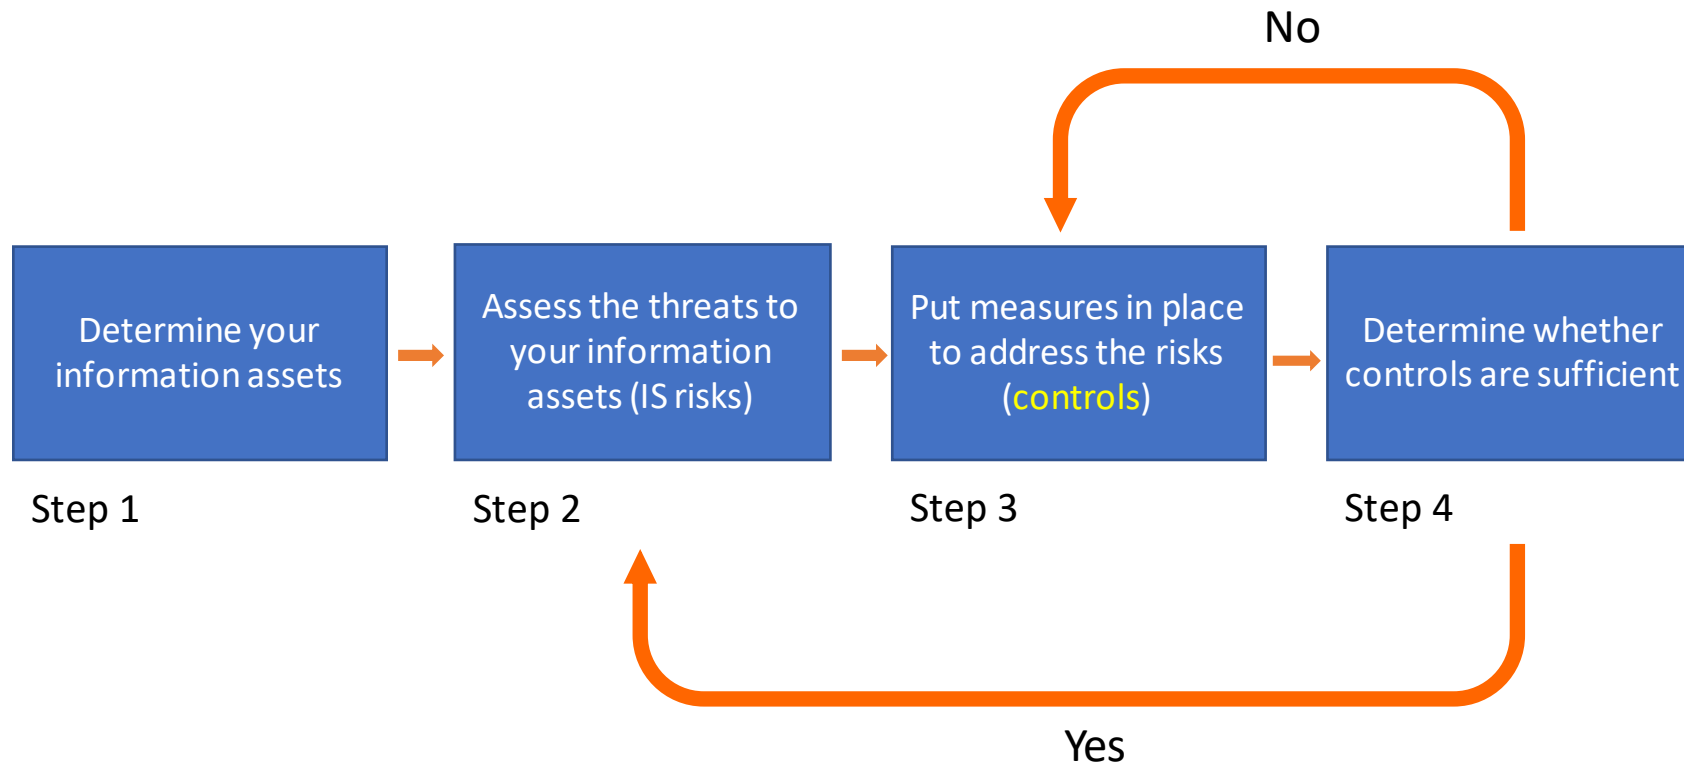 No
Determine your
information assets
Assess the threats to
your information
assets (IS risks)
Put measures in place
to address the risks
(controls)
Determine whether
controls are sufficient
Step 1
Step 2
Step 3
Step 4
Yes